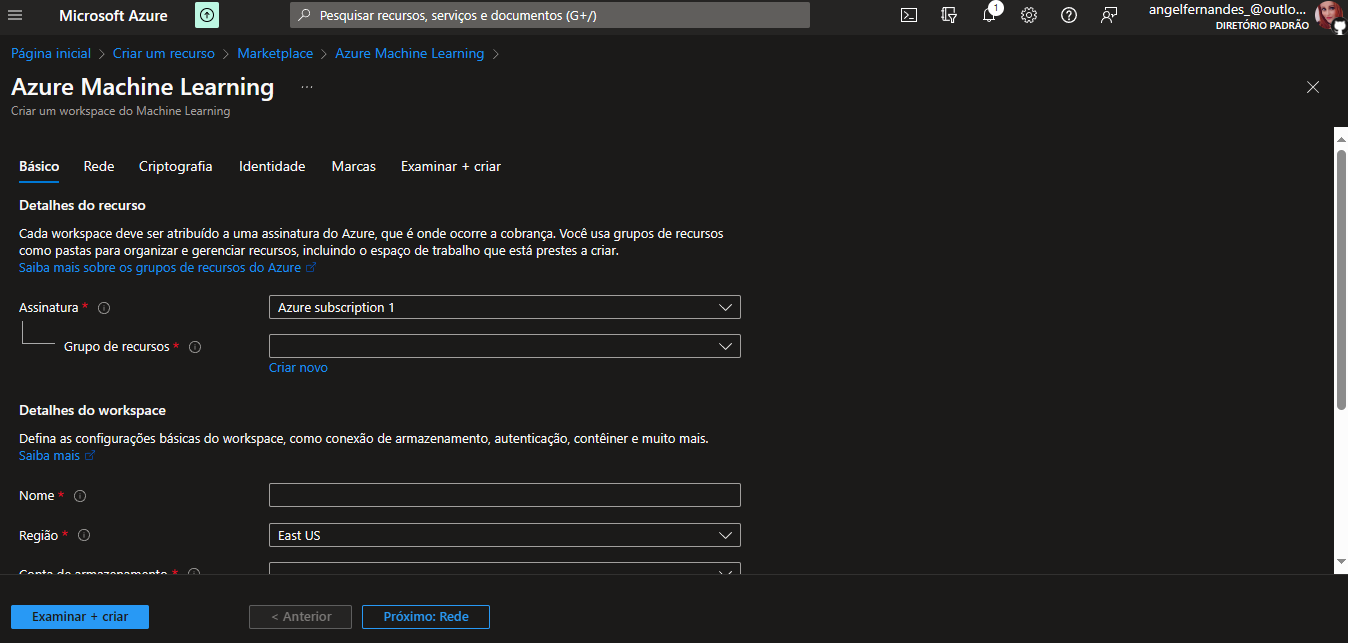 Microsoft Azure
Pesquisar recursos, serviços e documentos (G+/)
1
angelfernandes_@outlo...
DIRETÓRIO PADRÃO
Página inicial > Criar um recurso > Marketplace > Azure Machine Learning >
Azure Machine Learning ...
Criar um workspace do Machine Learning
Básico Rede Criptografia Identidade Marcas Examinar + criar
Detalhes do recurso
Cada workspace deve ser atribuído a uma assinatura do Azure, que é onde ocorre a cobrança. Você usa grupos de recursos
como pastas para organizar e gerenciar recursos, incluindo o espaço de trabalho que está prestes a criar.
Saiba mais sobre os grupos de recursos do Azure
Assinatura * Azure subscription 1
Grupo de recursos *
Criar novo
Detalhes do workspace
Defina as configurações básicas do workspace, como conexão de armazenamento, autenticação, contêiner e muito mais.
Saiba mais
Nome *
Região * East US
Conta de armazenamento *
Examinar + criar < Anterior Próximo: Rede